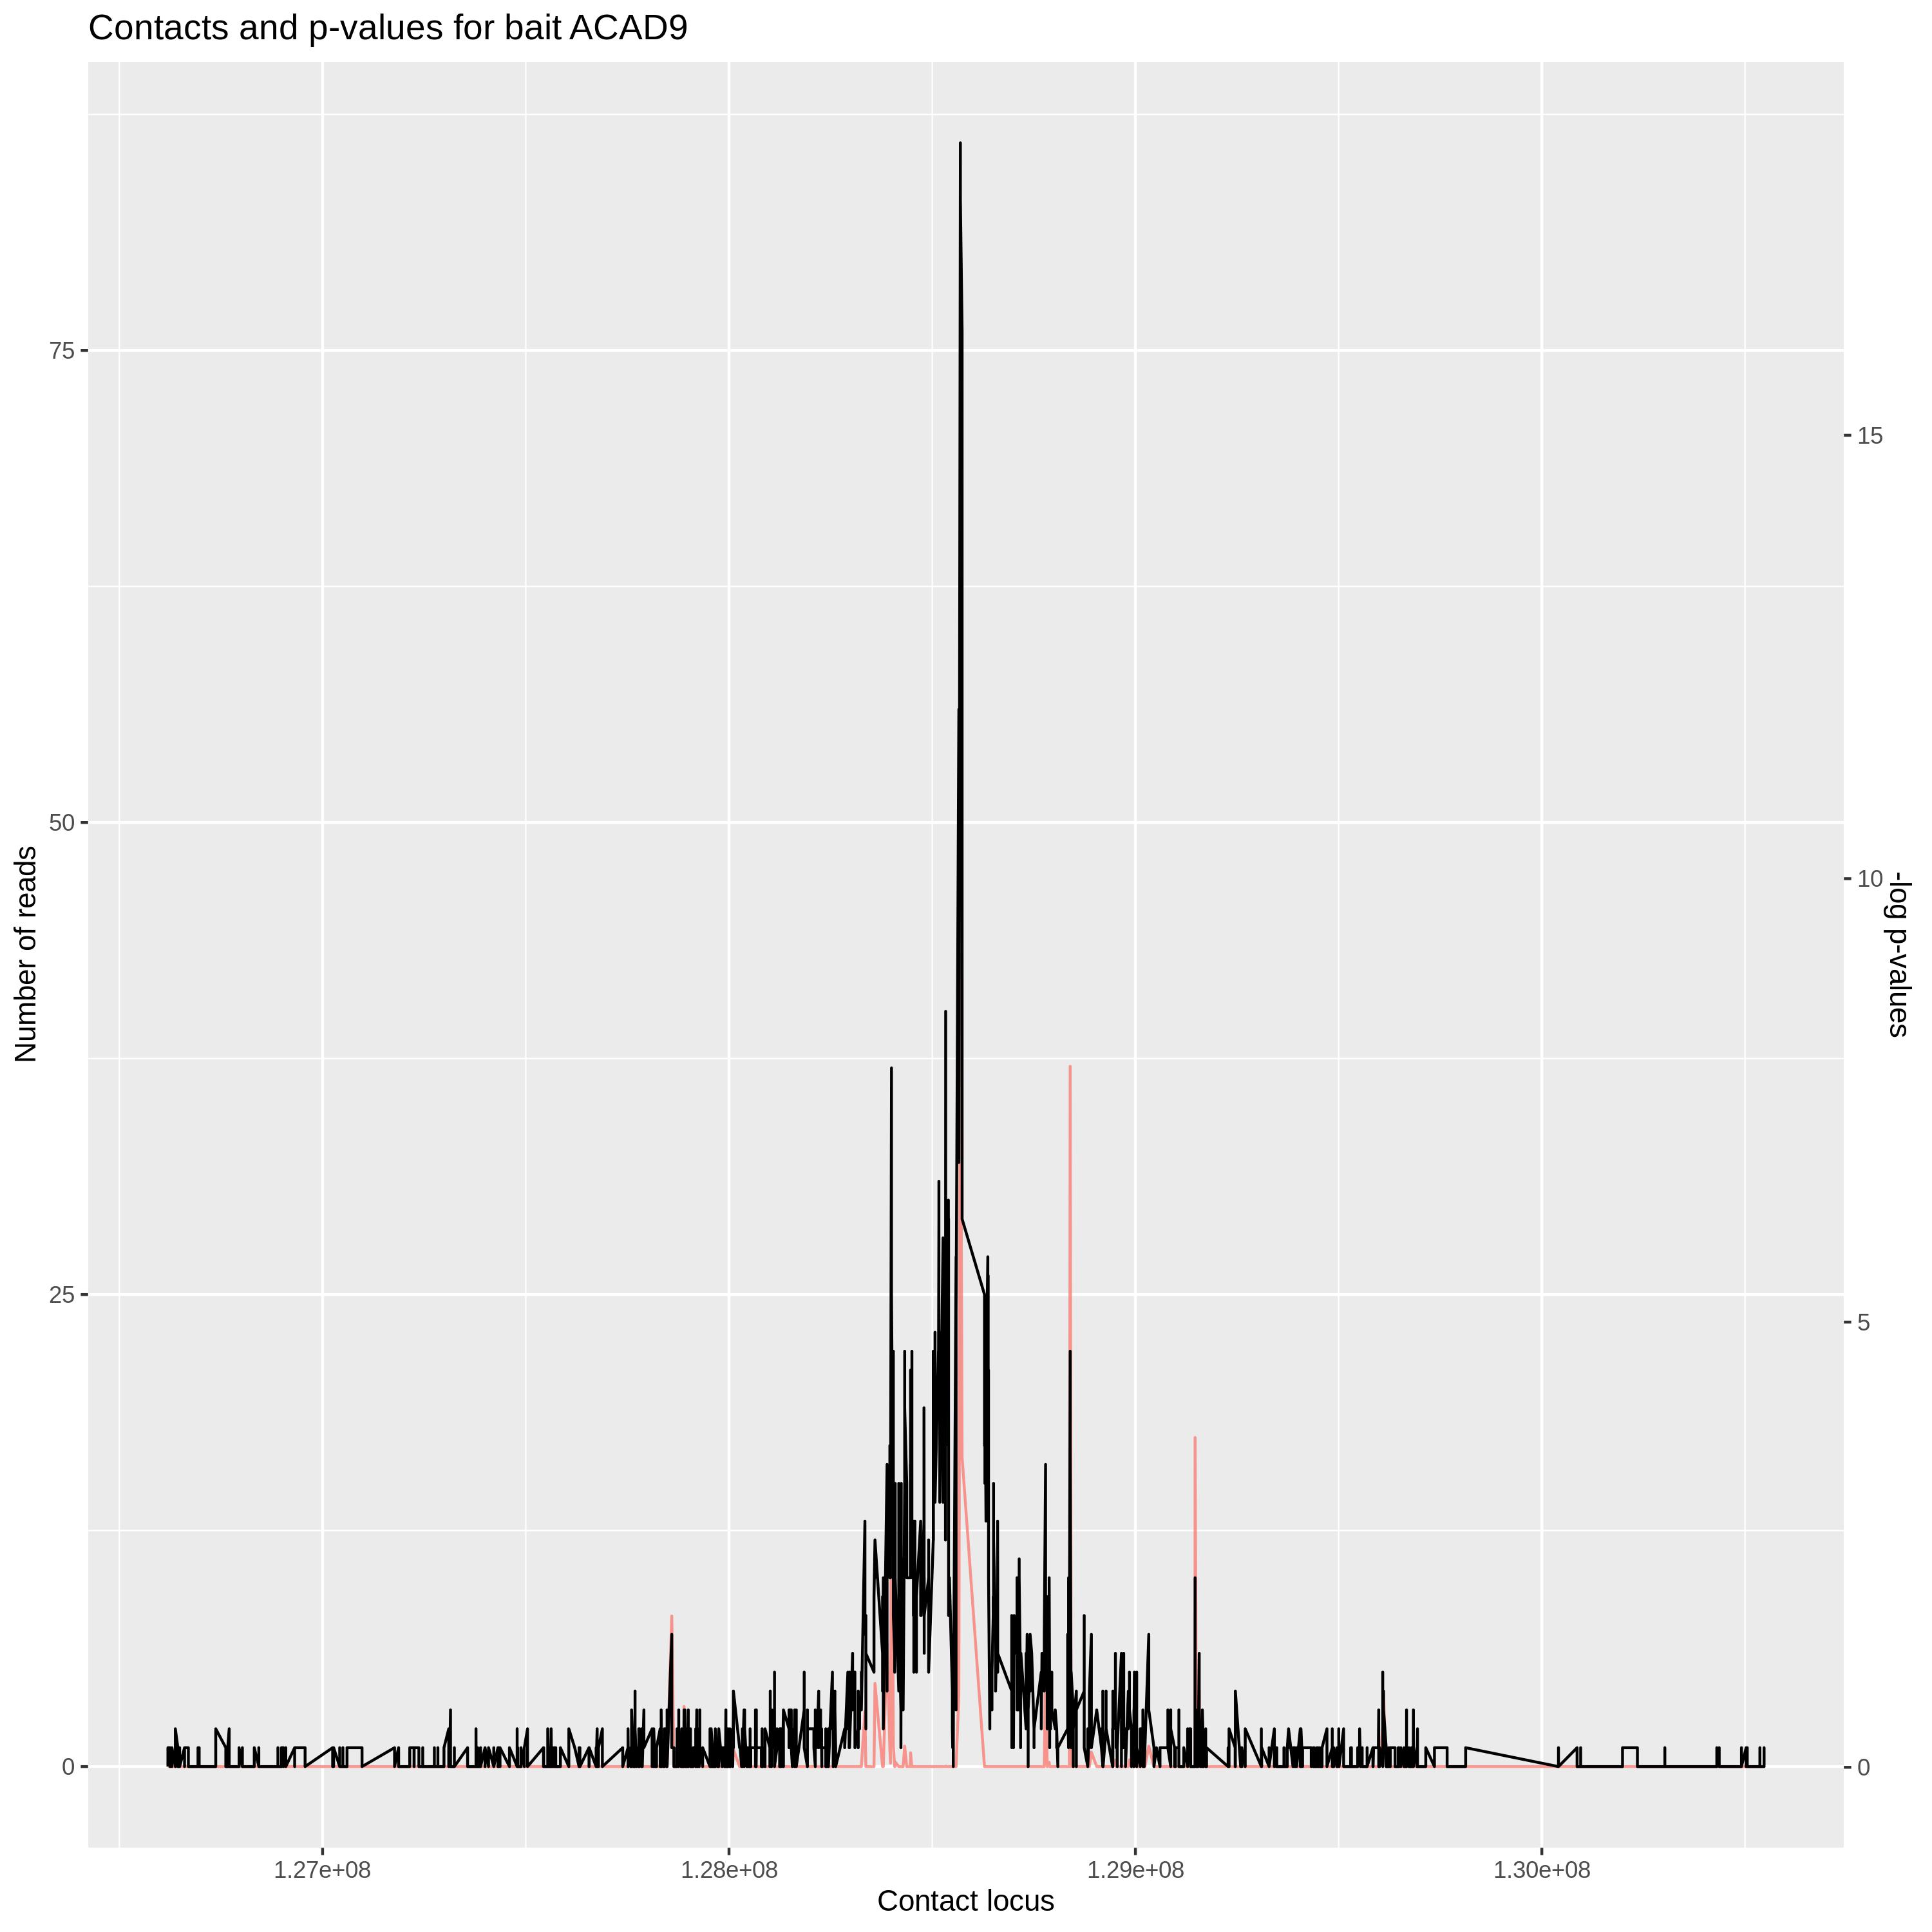 Contacts and p-values for bait ACAD9
75
50
25
0
15
10
5
0
Number of reads
-log p-values
1.27e+08
1.28e+08
1.29e+08
1.30e+08
Contact locus